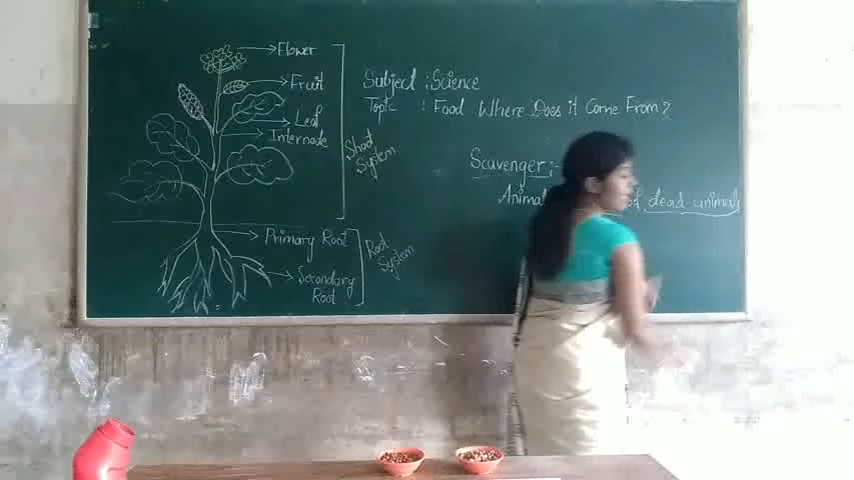 Flower
Fruit
Leaf
Internode
Shoot
System
Primary Root
Secondary
Root
Root
System
Subject : Science
Topic : Food Where Does it Come From?
Scavenger :-
Animal
dead animals